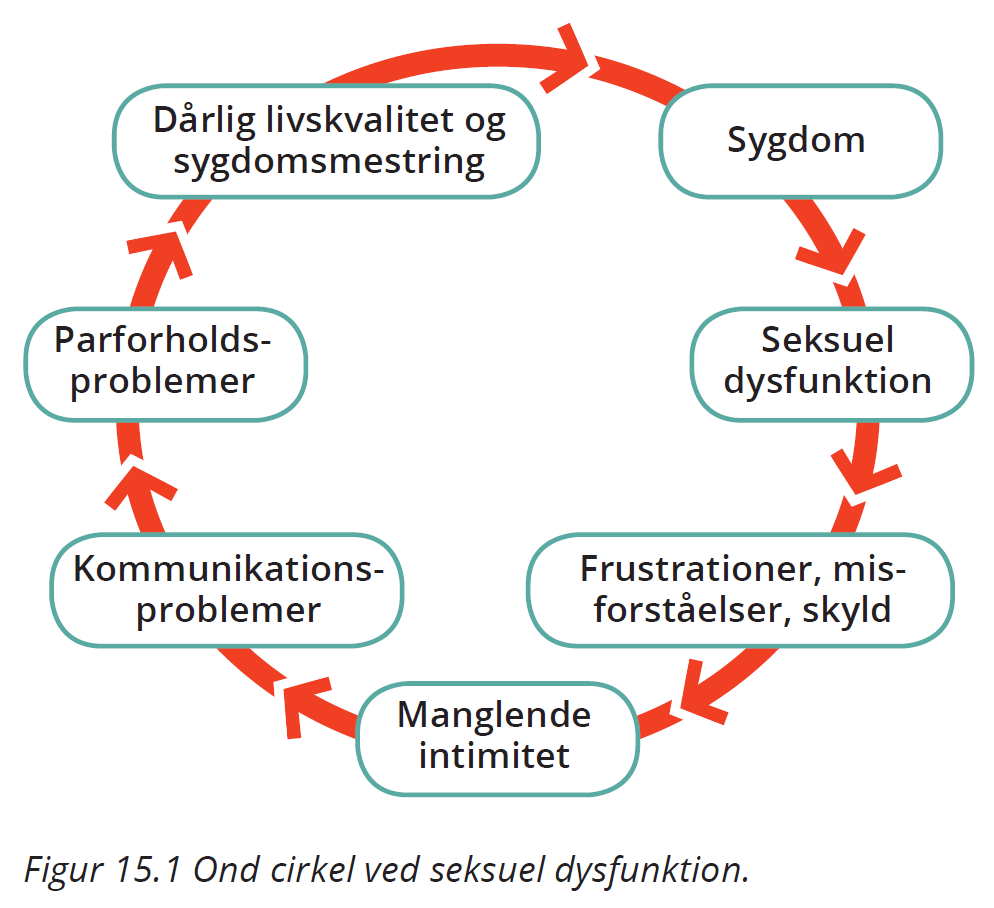 Dårlig livskvalitet og
sygdomsmestring
Sygdom
Seksuel
dysfunktion
Frustrationer, mis-
forståelser, skyld
Manglende
intimitet
Kommunikations-
problemer
Parforholds-
problemer
Figur 15.1 Ond cirkel ved seksuel dysfunktion.